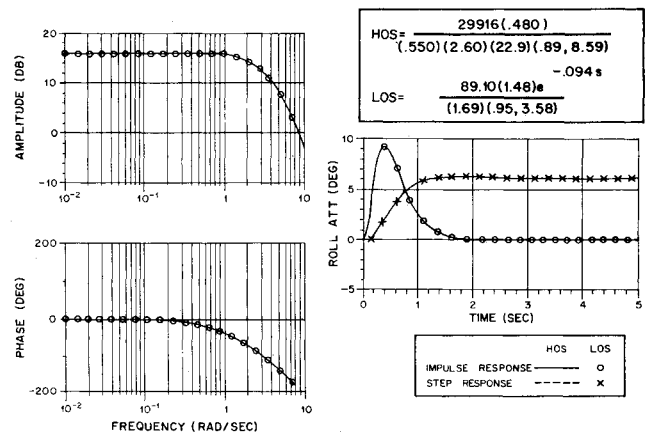 20
10
0
-10
AMPLITUDE (DB)
10-2
10-1
1
10
200
0
-200
PHASE (DEG)
10-2
10-1
1
10
FREQUENCY (RAD/SEC)
HOS= 29916(.480)
(.550)(2.60)(22.9)(.89, 8.59)
-.094s
LOS= 89.10(1.48)e
(1.69)(.95, 3.58)
10
5
0
-5
ROLL ATT (DEG)
0 1 2 3 4 5
TIME (SEC)
HOS LOS
IMPULSE RESPONSE
STEP RESPONSE